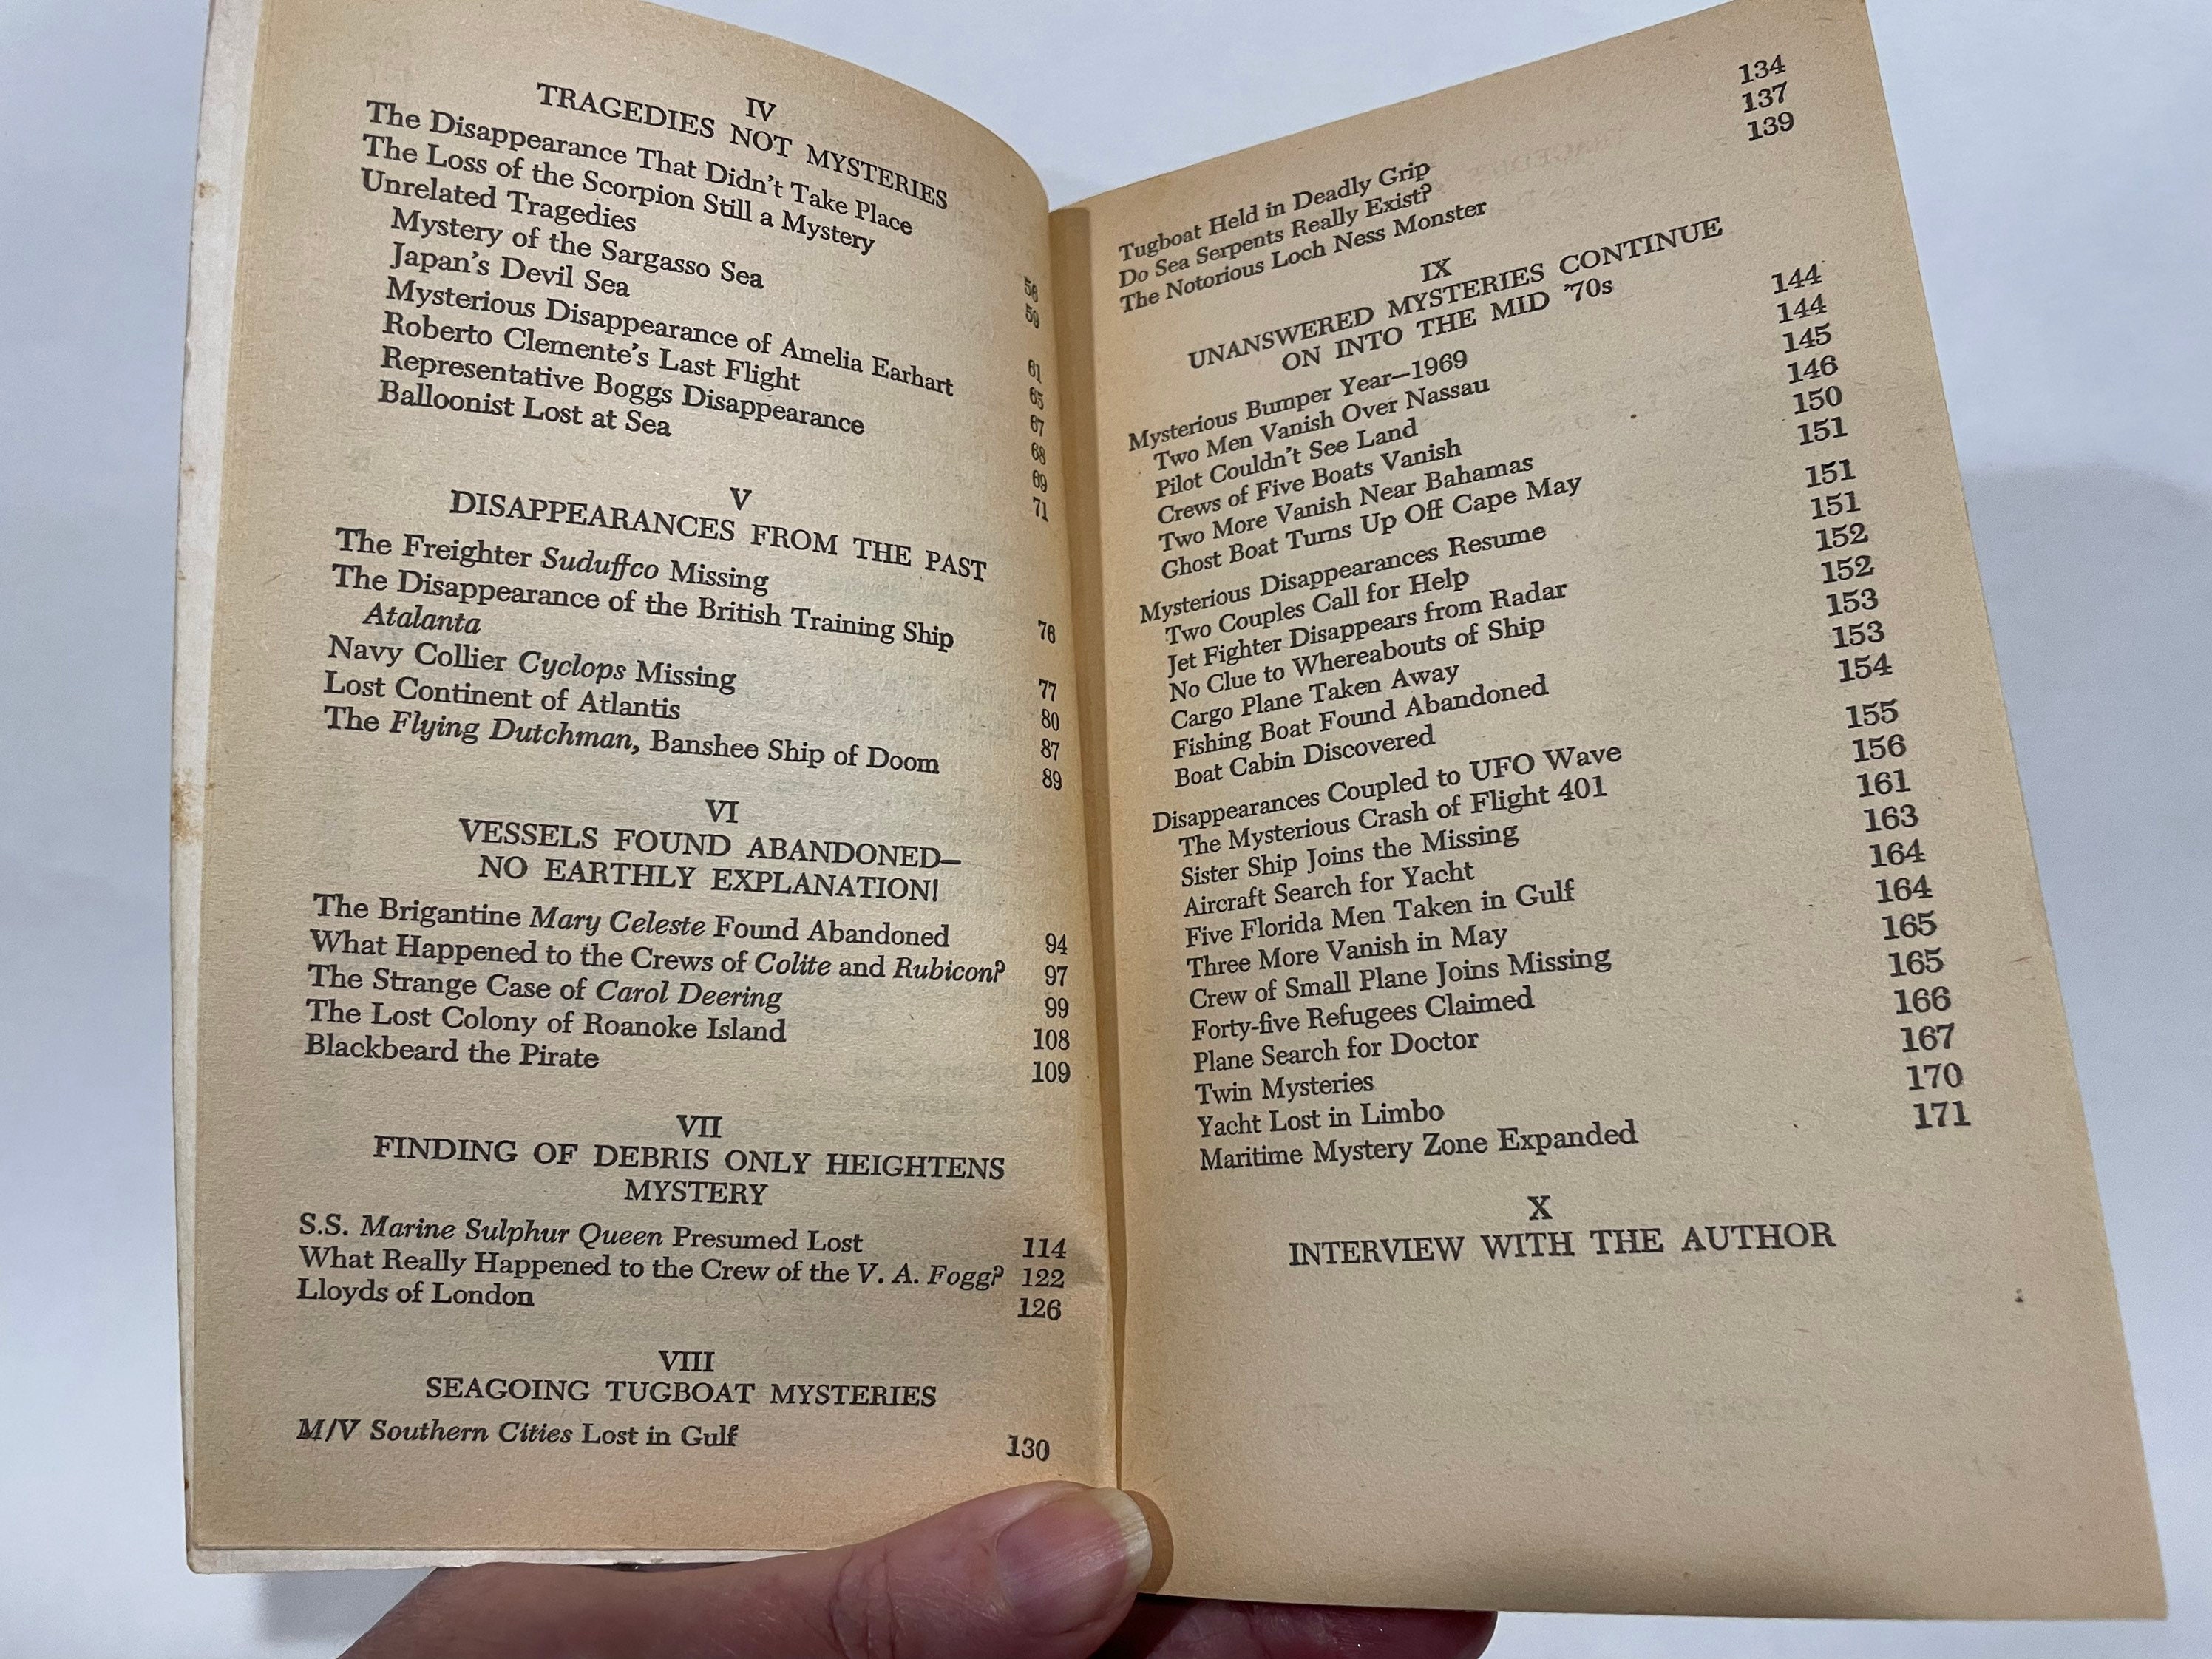 IV
TRAGEDIES NOT MYSTERIES
The Disappearance That Didn't Take Place 56
The Loss of the Scorpion Still a Mystery 59
Unrelated Tragedies
Mystery of the Sargasso Sea 61
Japan's Devil Sea 65
Mysterious Disappearance of Amelia Earhart 67
Roberto Clemente's Last Flight 68
Representative Boggs Disappearance 69
Balloonist Lost at Sea 71
V
DISAPPEARANCES FROM THE PAST
The Freighter Suduffco Missing 76
The Disappearance of the British Training Ship
Atalanta 77
Navy Collier Cyclops Missing 80
Lost Continent of Atlantis 87
The Flying Dutchman, Banshee Ship of Doom 89
VI
VESSELS FOUND ABANDONED—
NO EARTHLY EXPLANATION!
The Brigantine Mary Celeste Found Abandoned 94
What Happened to the Crews of Colite and Rubicon? 97
The Strange Case of Carol Deering 99
The Lost Colony of Roanoke Island 108
Blackbeard the Pirate 109
VII
FINDING OF DEBRIS ONLY HEIGHTENS
MYSTERY
S.S. Marine Sulphur Queen Presumed Lost 114
What Really Happened to the Crew of the V. A. Fogg? 122
Lloyds of London 126
VIII
SEAGOING TUGBOAT MYSTERIES
M/V Southern Cities Lost in Gulf 130
Tugboat Held in Deadly Grip 134
Do Sea Serpents Really Exist? 137
The Notorious Loch Ness Monster 139
IX
UNANSWERED MYSTERIES CONTINUE
ON INTO THE MID '70s
Mysterious Bumper Year—1969 144
Two Men Vanish Over Nassau 144
Pilot Couldn't See Land 145
Crews of Five Boats Vanish 146
Two More Vanish Near Bahamas 150
Ghost Boat Turns Up Off Cape May 151
Mysterious Disappearances Resume 151
Two Couples Call for Help 151
Jet Fighter Disappears from Radar 152
No Clue to Whereabouts of Ship 152
Cargo Plane Taken Away 153
Fishing Boat Found Abandoned 153
Boat Cabin Discovered 154
Disappearances Coupled to UFO Wave 155
The Mysterious Crash of Flight 401 156
Sister Ship Joins the Missing 161
Aircraft Search for Yacht 163
Five Florida Men Taken in Gulf 164
Three More Vanish in May 164
Crew of Small Plane Joins Missing 165
Forty-five Refugees Claimed 165
Plane Search for Doctor 166
Twin Mysteries 167
Yacht Lost in Limbo 170
Maritime Mystery Zone Expanded 171
X
INTERVIEW WITH THE AUTHOR